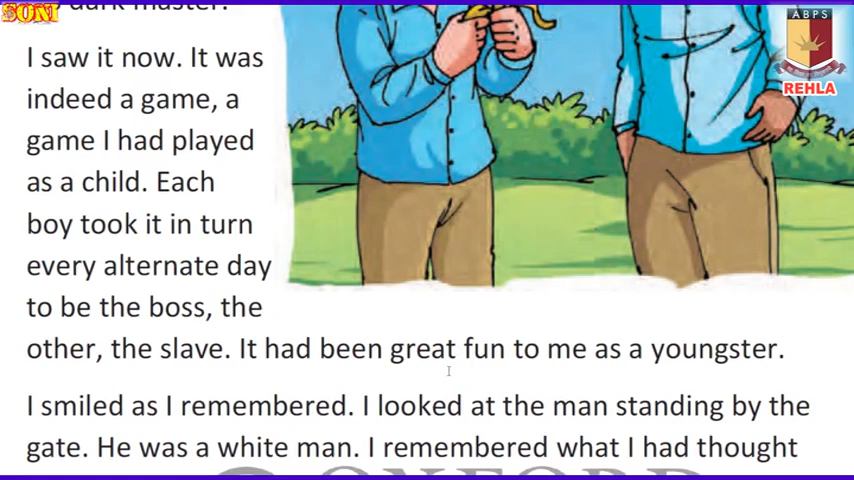 SONI
dark master.
ABPS
REHLA
I saw it now. It was
indeed a game, a
game I had played
as a child. Each
boy took it in turn
every alternate day
to be the boss, the
other, the slave. It had been great fun to me as a youngster.
I smiled as I remembered. I looked at the man standing by the
gate. He was a white man. I remembered what I had thought
OXFORD